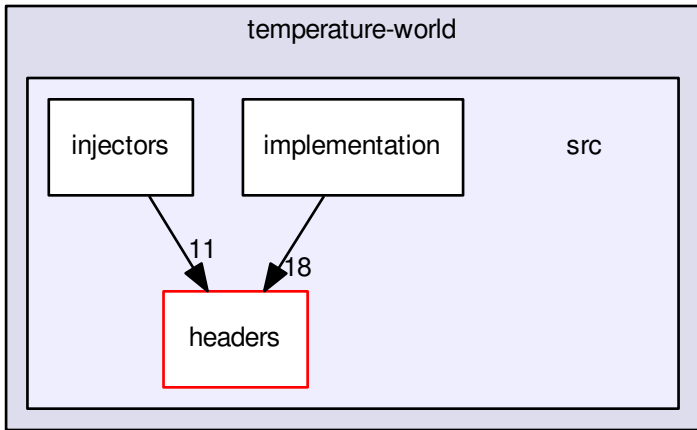 temperature-world
injectors
implementation
src
11
18
headers